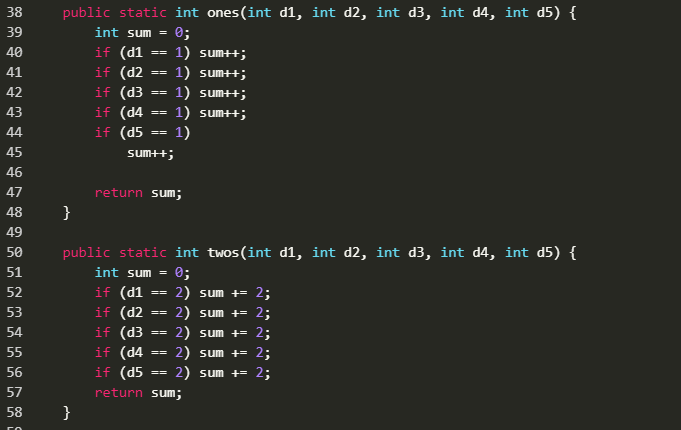 38 public static int ones(int d1, int d2, int d3, int d4, int d5) {
39 int sum = 0;
40 if (d1 == 1) sum++;
41 if (d2 == 1) sum++;
42 if (d3 == 1) sum++;
43 if (d4 == 1) sum++;
44 if (d5 == 1)
45 sum++;
46
47 return sum;
48 }
49
50 public static int twos(int d1, int d2, int d3, int d4, int d5) {
51 int sum = 0;
52 if (d1 == 2) sum += 2;
53 if (d2 == 2) sum += 2;
54 if (d3 == 2) sum += 2;
55 if (d4 == 2) sum += 2;
56 if (d5 == 2) sum += 2;
57 return sum;
58 }